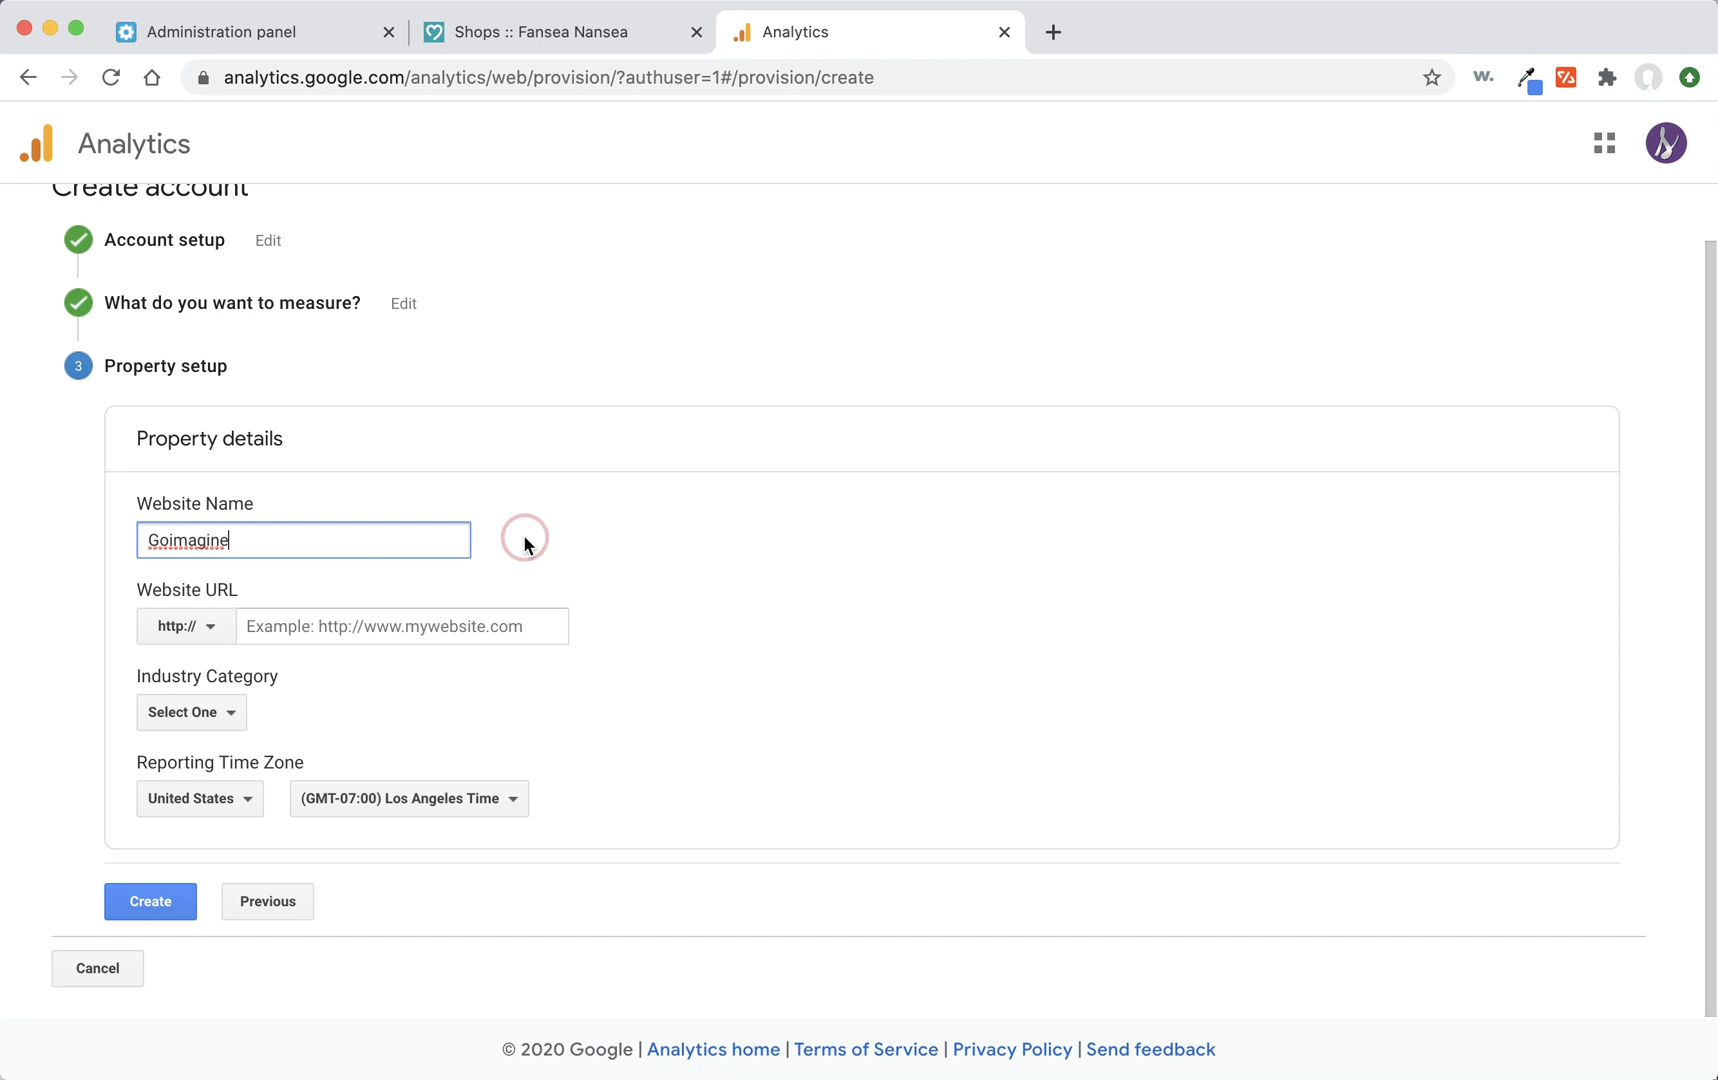 Administration panel
Shops :: Fansea Nansea
Analytics
analytics.google.com/analytics/web/provision/?authuser=1#/provision/create
w.
Analytics
Create account
Account setup Edit
What do you want to measure? Edit
3 Property setup
Property details
Website Name
Goimagine
Website URL
http:// Example: http://www.mywebsite.com
Industry Category
Select One
Reporting Time Zone
United States (GMT-07:00) Los Angeles Time
Create Previous
Cancel
© 2020 Google | Analytics home | Terms of Service | Privacy Policy | Send feedback